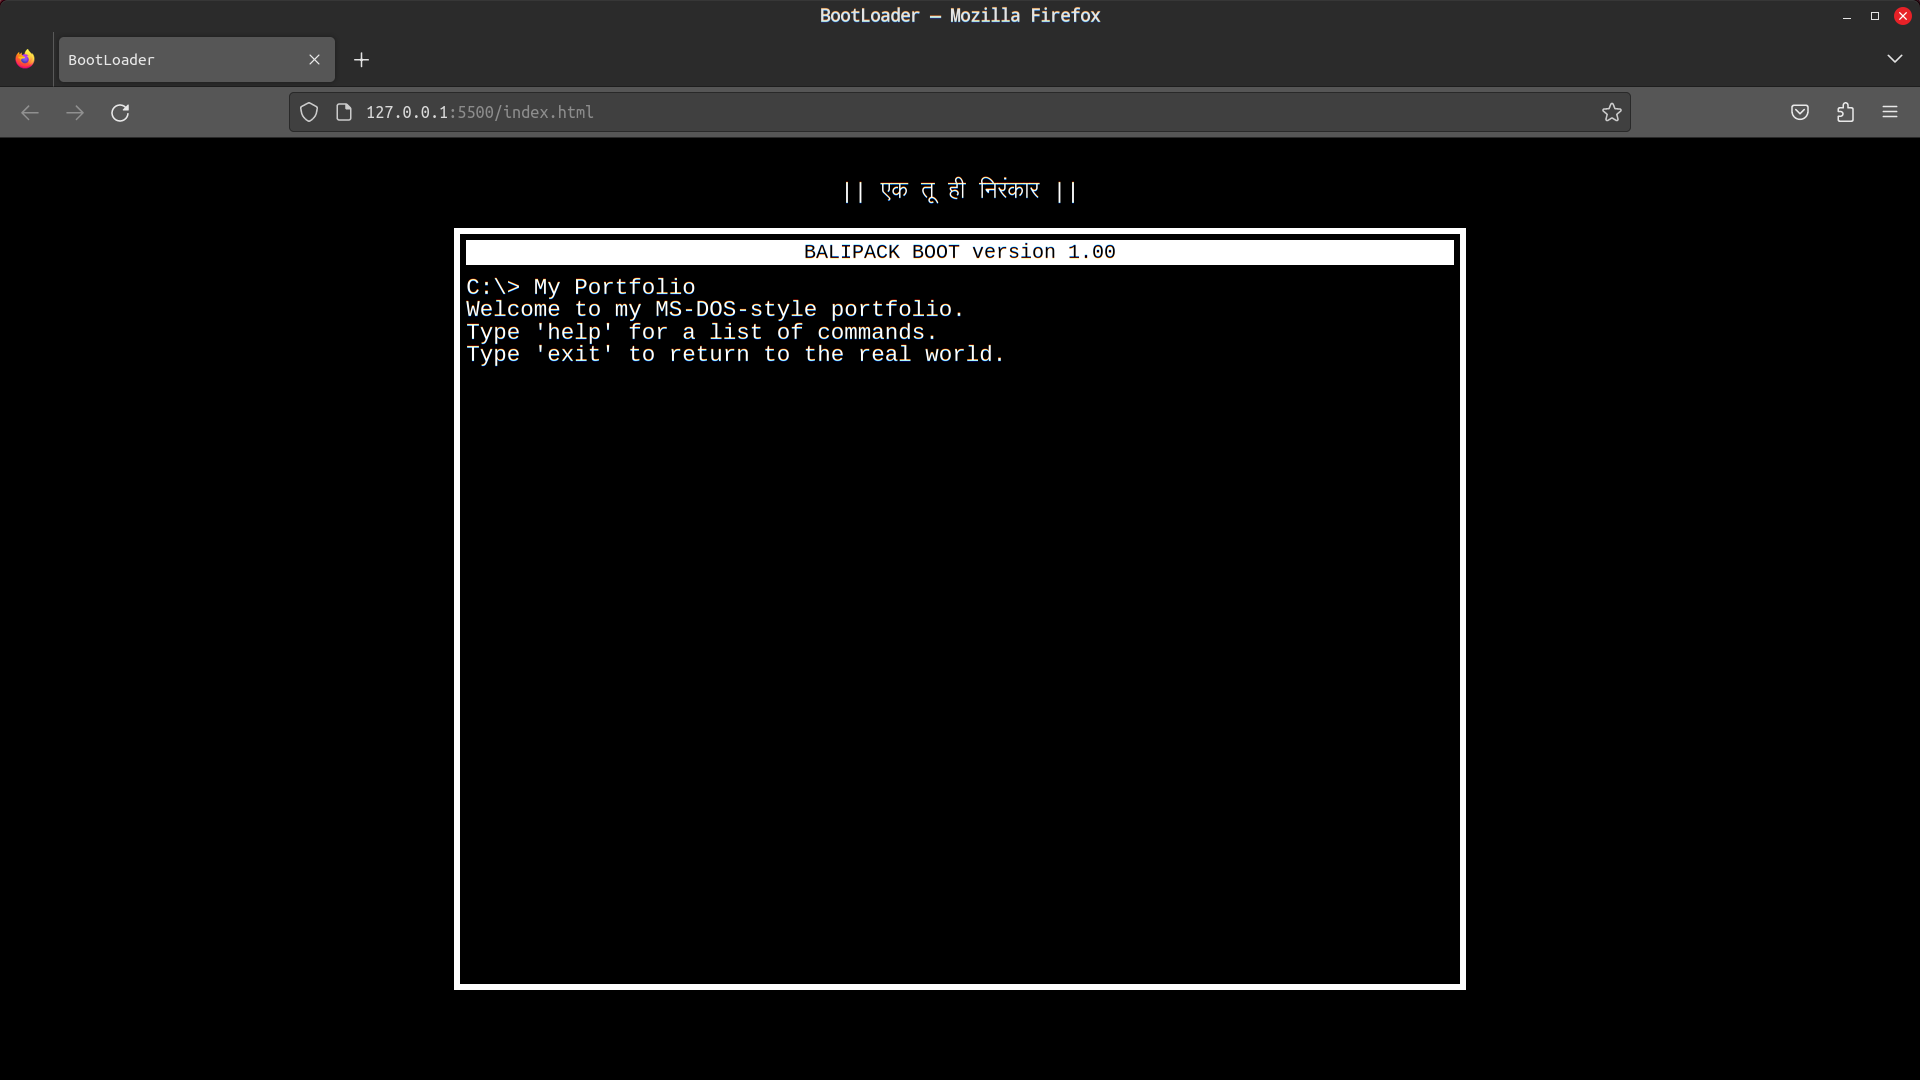 BootLoader — Mozilla Firefox
BootLoader
127.0.0.1:5500/index.html
|| एक तू ही निरंकार ||
BALIPACK BOOT version 1.00
C:\> My Portfolio
Welcome to my MS-DOS-style portfolio.
Type 'help' for a list of commands.
Type 'exit' to return to the real world.